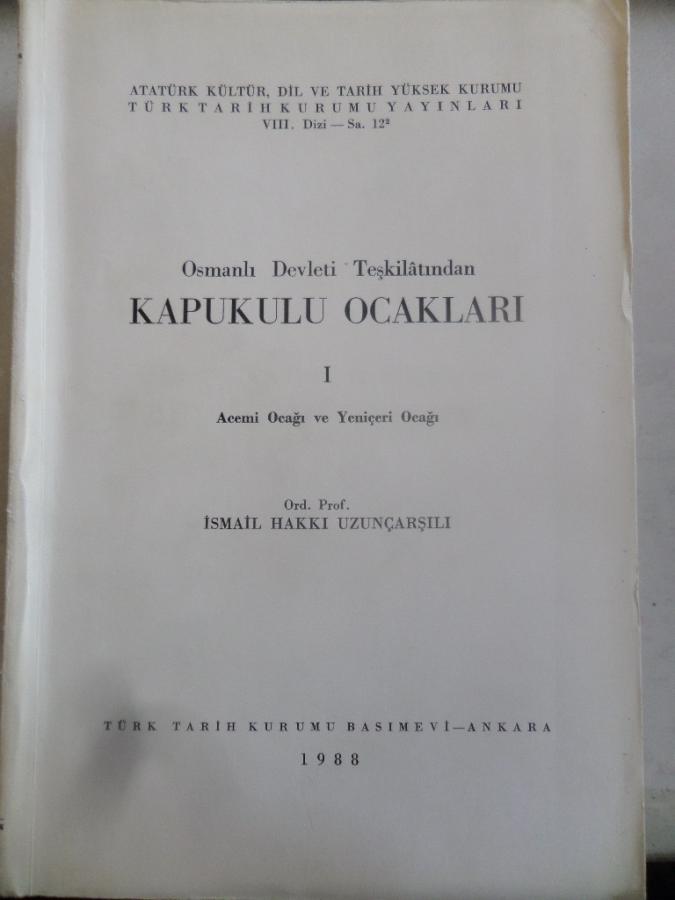 ATATÜRK KÜLTÜR, DİL VE TARİH YÜKSEK KURUMU
TÜRK TARİH KURUMU YAYINLARI
VIII. Dizi — Sa. 12²
Osmanlı Devleti Teşkilâtından
KAPUKULU OCAKLARI
I
Acemi Ocağı ve Yeniçeri Ocağı
Ord. Prof.
İSMAİL HAKKI UZUNÇARŞILI
TÜRK TARİH KURUMU BASIMEVİ—ANKARA
1988